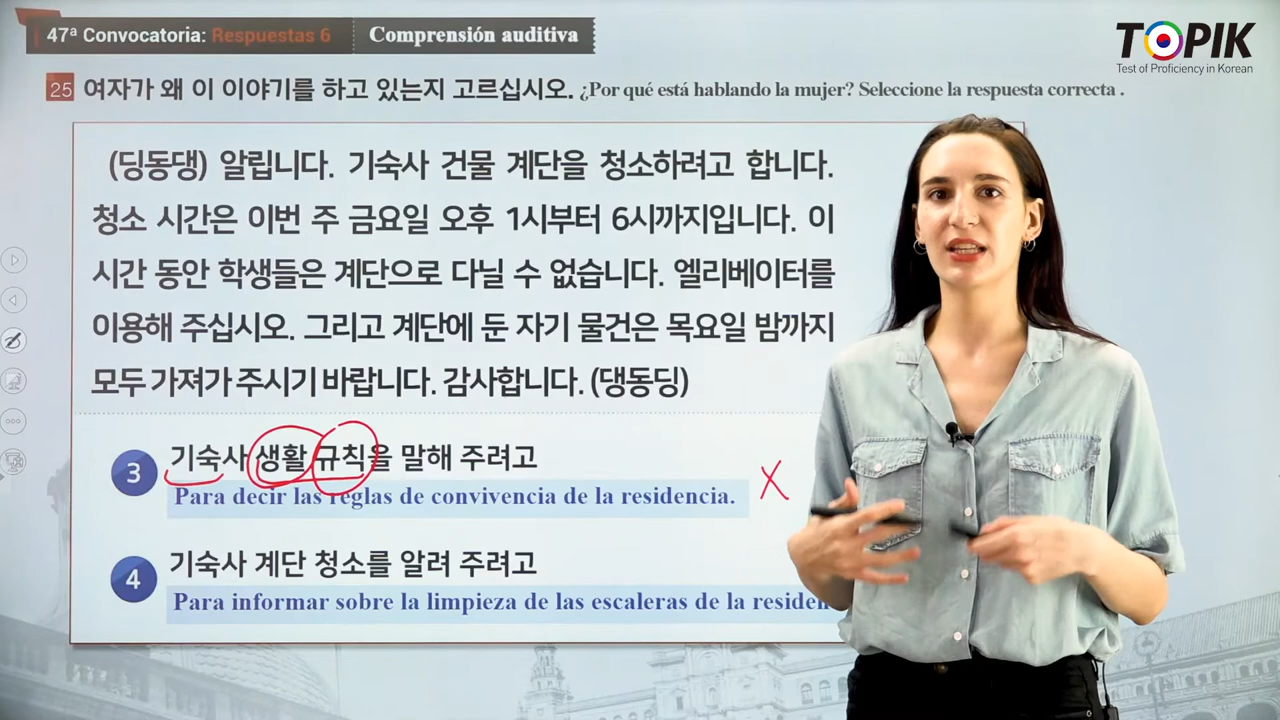 47ª Convocatoria: Respuestas 6 Comprensión auditiva
TOPIK
Test of Proficiency in Korean
25 여자가 왜 이 이야기를 하고 있는지 고르십시오. ¿Por qué está hablando la mujer? Seleccione la respuesta correcta .
(딩동댕) 알립니다. 기숙사 건물 계단을 청소하려고 합니다.
청소 시간은 이번 주 금요일 오후 1시부터 6시까지입니다. 이
시간 동안 학생들은 계단으로 다닐 수 없습니다. 엘리베이터를
이용해 주십시오. 그리고 계단에 둔 자기 물건은 목요일 밤까지
모두 가져가 주시기 바랍니다. 감사합니다. (댕동딩)
3 기숙사 생활 규칙을 말해 주려고
Para decir las reglas de convivencia de la residencia. X
4 기숙사 계단 청소를 알려 주려고
Para informar sobre la limpieza de las escaleras de la